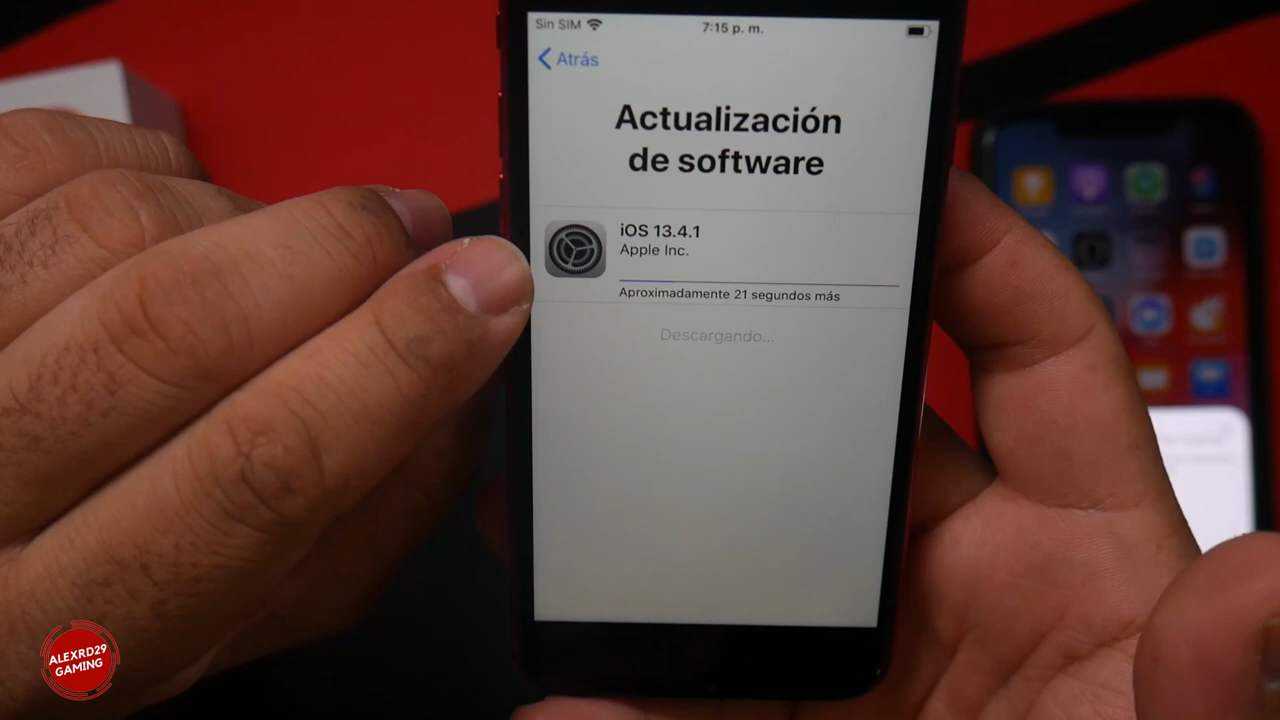 Sin SIM
7:15 p. m.
Atrás
Actualización
de software
iOS 13.4.1
Apple Inc.
Aproximadamente 21 segundos más
Descargando...
ALEXRD29
GAMING